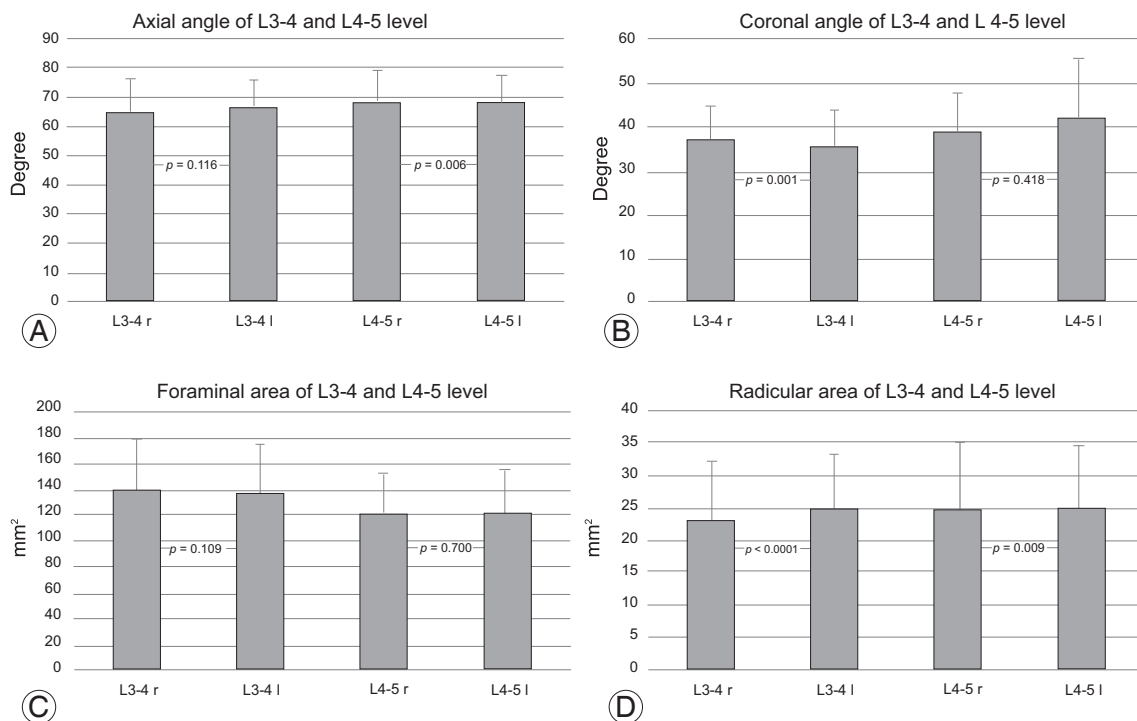 Axial angle of L3-4 and L4-5 level
90
80
70
60
50
40
30
20
10
0
Degree
p = 0.116
p = 0.006
L3-4 r
L3-4 l
L4-5 r
L4-5 l
A
Coronal angle of L3-4 and L 4-5 level
60
50
40
30
20
10
0
Degree
p = 0.001
p = 0.418
L3-4 r
L3-4 l
L4-5 r
L4-5 l
B
Foraminal area of L3-4 and L4-5 level
200
180
160
140
120
100
80
60
40
20
0
mm²
p = 0.109
p = 0.700
L3-4 r
L3-4 l
L4-5 r
L4-5 l
C
Radicular area of L3-4 and L4-5 level
40
35
30
25
20
15
10
5
0
mm²
p < 0.0001
p = 0.009
L3-4 r
L3-4 l
L4-5 r
L4-5 l
D